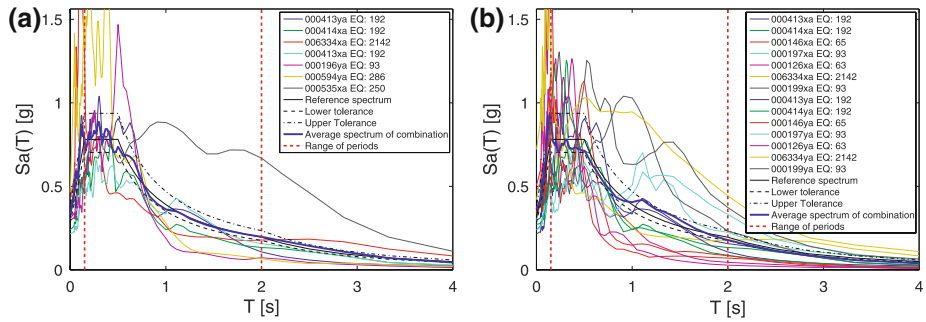 (a)
1.5
1
0.5
0
Sa(T) [g]
0 1 2 3 4
T [s]
000413ya EQ: 192
000414xa EQ: 192
006334xa EQ: 2142
000413xa EQ: 192
000196ya EQ: 93
000594ya EQ: 286
000535xa EQ: 250
Reference spectrum
Lower tolerance
Upper Tolerance
Average spectrum of combination
Range of periods
(b)
1.5
1
0.5
0
Sa(T) [g]
0 1 2 3 4
T [s]
000413xa EQ: 192
000414xa EQ: 192
000146xa EQ: 65
000197xa EQ: 93
000126xa EQ: 63
006334xa EQ: 2142
000199xa EQ: 93
000413ya EQ: 192
000414ya EQ: 192
000146ya EQ: 65
000197ya EQ: 93
000126ya EQ: 63
006334ya EQ: 2142
000199ya EQ: 93
Reference spectrum
Lower tolerance
Upper Tolerance
Average spectrum of combination
Range of periods